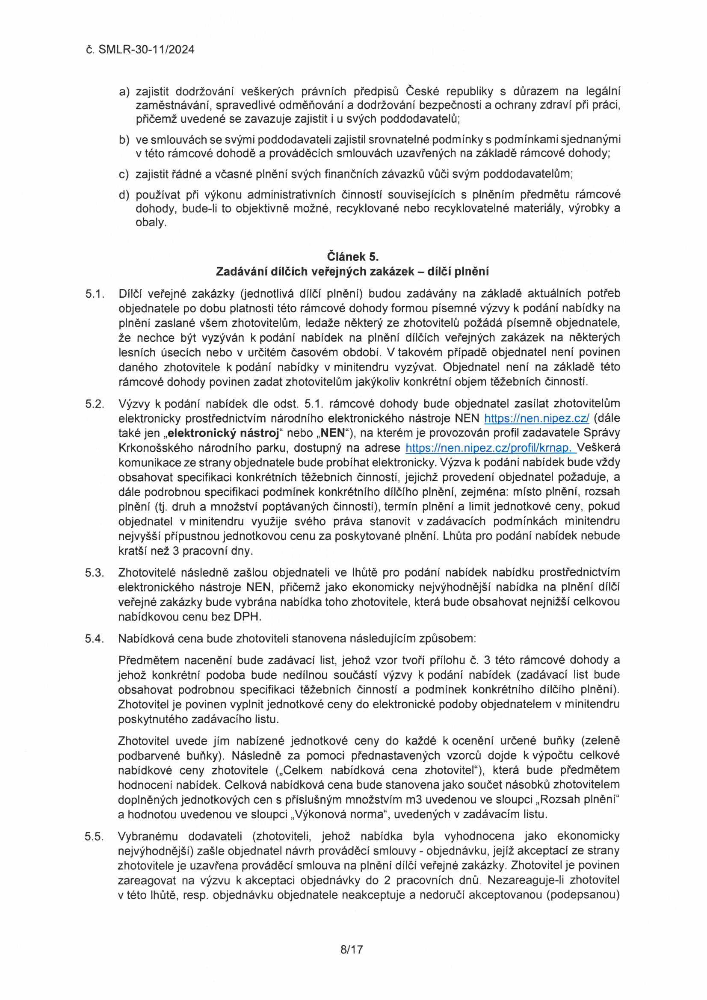 č. SMLR-30-11/2024
a) zajistit dodržování veškerých právních předpisů České republiky s důrazem na legální
zaměstnávání, spravedlivé odměňování a dodržování bezpečnosti a ochrany zdraví při práci,
přičemž uvedené se zavazuje zajistit i u svých poddodavatelů;
b) ve smlouvách se svými poddodavateli zajistil srovnatelné podmínky s podmínkami sjednanými
v této rámcové dohodě a prováděcích smlouvách uzavřených na základě rámcové dohody;
c) zajistit řádné a včasné plnění svých finančních závazků vůči svým poddodavatelům;
d) používat při výkonu administrativních činností souvisejících s plněním předmětu rámcové
dohody, bude-li to objektivně možné, recyklované nebo recyklovatelné materiály, výrobky a
obaly.
Článek 5.
Zadávání dílčích veřejných zakázek – dílčí plnění
5.1. Dílčí veřejné zakázky (jednotlivá dílčí plnění) budou zadávány na základě aktuálních potřeb
objednatele po dobu platnosti této rámcové dohody formou písemné výzvy k podání nabídky na
plnění zaslané všem zhotovitelům, ledaže některý ze zhotovitelů požádá písemně objednatele,
že nechce být vyzýván k podání nabídek na plnění dílčích veřejných zakázek na některých
lesních úsecích nebo v určitém časovém období. V takovém případě objednatel není povinen
daného zhotovitele k podání nabídky v minitendru vyzývat. Objednatel není na základě této
rámcové dohody povinen zadat zhotovitelům jakýkoliv konkrétní objem těžebních činností.
5.2. Výzvy k podání nabídek dle odst. 5.1. rámcové dohody bude objednatel zasílat zhotovitelům
elektronicky prostřednictvím národního elektronického nástroje NEN https://nen.nipez.cz/ (dále
také jen „elektronický nástroj“ nebo „NEN“), na kterém je provozován profil zadavatele Správy
Krkonošského národního parku, dostupný na adrese https://nen.nipez.cz/profil/krnap. Veškerá
komunikace ze strany objednatele bude probíhat elektronicky. Výzva k podání nabídek bude vždy
obsahovat specifikaci konkrétních těžebních činností, jejichž provedení objednatel požaduje, a
dále podrobnou specifikaci podmínek konkrétního dílčího plnění, zejména: místo plnění, rozsah
plnění (tj. druh a množství poptávaných činností), termín plnění a limit jednotkové ceny, pokud
objednatel v minitendru využije svého práva stanovit v zadávacích podmínkách minitendru
nejvyšší přípustnou jednotkovou cenu za poskytované plnění. Lhůta pro podání nabídek nebude
kratší než 3 pracovní dny.
5.3. Zhotovitelé následně zašlou objednateli ve lhůtě pro podání nabídek nabídku prostřednictvím
elektronického nástroje NEN, přičemž jako ekonomicky nejvýhodnější nabídka na plnění dílčí
veřejné zakázky bude vybrána nabídka toho zhotovitele, která bude obsahovat nejnižší celkovou
nabídkovou cenu bez DPH.
5.4. Nabídková cena bude zhotoviteli stanovena následujícím způsobem:
Předmětem nacenění bude zadávací list, jehož vzor tvoří přílohu č. 3 této rámcové dohody a
jehož konkrétní podoba bude nedílnou součástí výzvy k podání nabídek (zadávací list bude
obsahovat podrobnou specifikaci těžebních činností a podmínek konkrétního dílčího plnění).
Zhotovitel je povinen vyplnit jednotkové ceny do elektronické podoby objednatelem v minitendru
poskytnutého zadávacího listu.
Zhotovitel uvede jím nabízené jednotkové ceny do každé k ocenění určené buňky (zeleně
podbarvené buňky). Následně za pomoci přednastavených vzorců dojde k výpočtu celkové
nabídkové ceny zhotovitele („Celkem nabídková cena zhotovitel“), která bude předmětem
hodnocení nabídek. Celková nabídková cena bude stanovena jako součet násobků zhotovitelem
doplněných jednotkových cen s příslušným množstvím m3 uvedenou ve sloupci „Rozsah plnění“
a hodnotou uvedenou ve sloupci „Výkonová norma“, uvedených v zadávacím listu.
5.5. Vybranému dodavateli (zhotoviteli, jehož nabídka byla vyhodnocena jako ekonomicky
nejvýhodnější) zašle objednatel návrh prováděcí smlouvy - objednávku, jejíž akceptací ze strany
zhotovitele je uzavřena prováděcí smlouva na plnění dílčí veřejné zakázky. Zhotovitel je povinen
zareagovat na výzvu k akceptaci objednávky do 2 pracovních dnů. Nezareaguje-li zhotovitel
v této lhůtě, resp. objednávku objednatele neakceptuje a nedoručí akceptovanou (podepsanou)
8/17